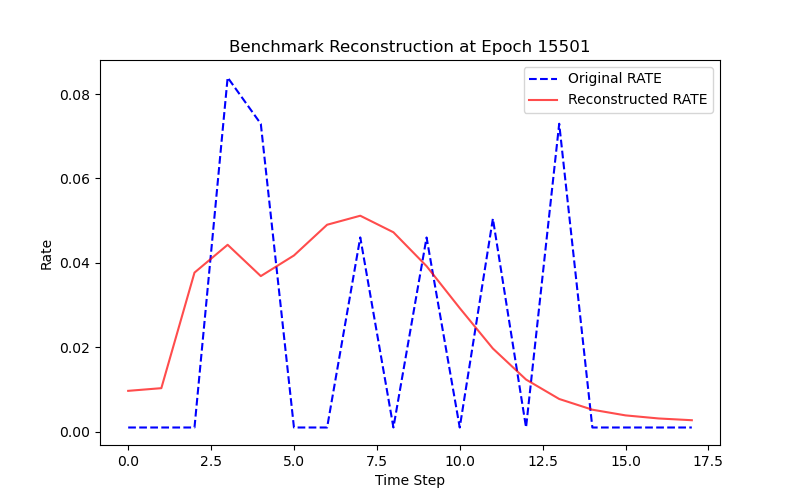 Benchmark Reconstruction at Epoch 15501
Original RATE
Reconstructed RATE
Rate
0.08
0.06
0.04
0.02
0.00
0.0 2.5 5.0 7.5 10.0 12.5 15.0 17.5
Time Step